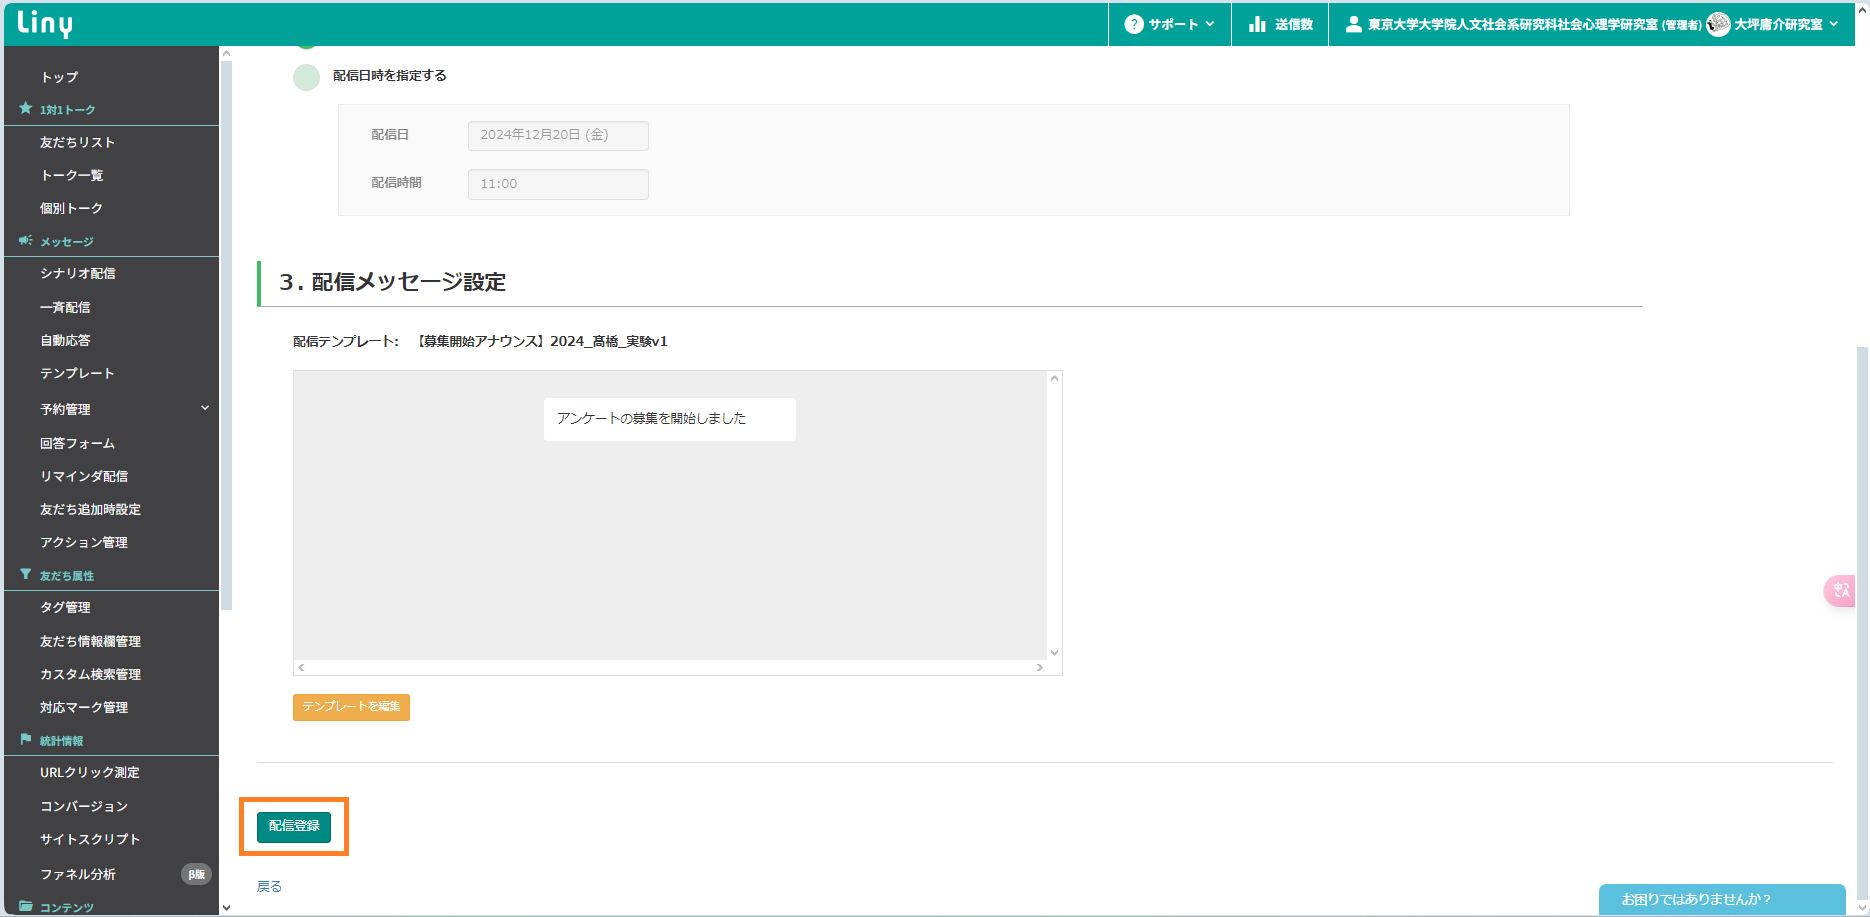 Liny
サポート
送信数
東京大学大学院人文社会系研究科社会心理学研究室 (管理者)
大坪庸介研究室
トップ
1対1トーク
友だちリスト
トーク一覧
個別トーク
メッセージ
シナリオ配信
一斉配信
自動応答
テンプレート
予約管理
回答フォーム
リマインダ配信
友だち追加時設定
アクション管理
友だち属性
タグ管理
友だち情報欄管理
カスタム検索管理
対応マーク管理
統計情報
URLクリック測定
コンバージョン
サイトスクリプト
ファネル分析 β版
コンテンツ
配信日時を指定する
配信日 2024年12月20日 (金)
配信時間 11:00
3. 配信メッセージ設定
配信テンプレート: 【募集開始アナウンス】2024_高橋_実験v1
アンケートの募集を開始しました
テンプレートを編集
配信登録
戻る
お困りではありませんか?